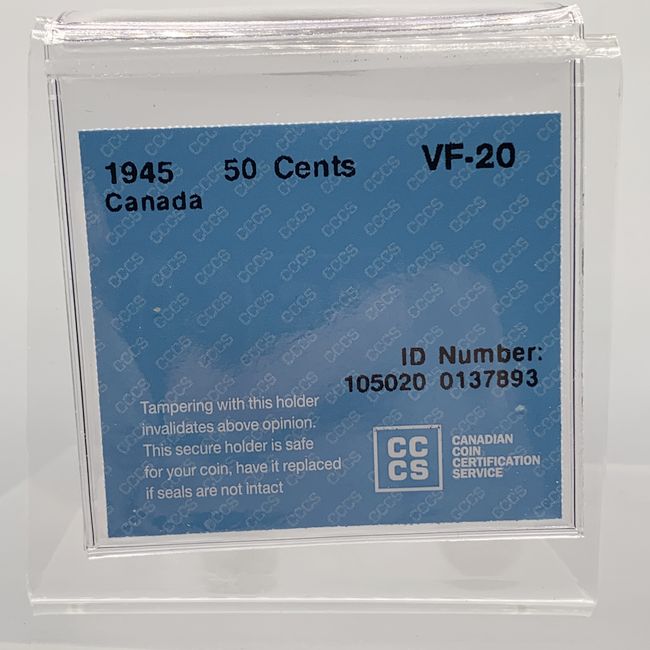 1945 50 Cents VF-20
Canada
ID Number:
105020 0137893
Tampering with this holder
invalidates above opinion.
This secure holder is safe
for your coin, have it replaced
if seals are not intact
CC
CS
CANADIAN
COIN
CERTIFICATION
SERVICE